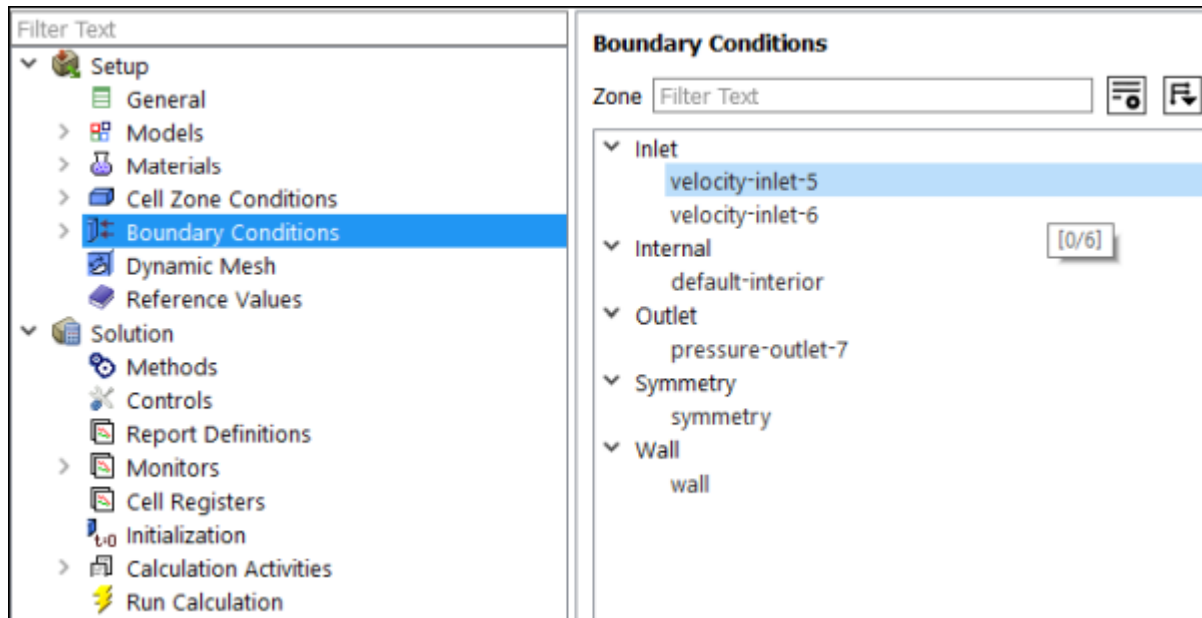 Filter Text
Setup
General
Models
Materials
Cell Zone Conditions
Boundary Conditions
Dynamic Mesh
Reference Values
Solution
Methods
Controls
Report Definitions
Monitors
Cell Registers
t=0 Initialization
Calculation Activities
Run Calculation
Boundary Conditions
Zone Filter Text
Inlet
velocity-inlet-5
velocity-inlet-6
[0/6]
Internal
default-interior
Outlet
pressure-outlet-7
Symmetry
symmetry
Wall
wall